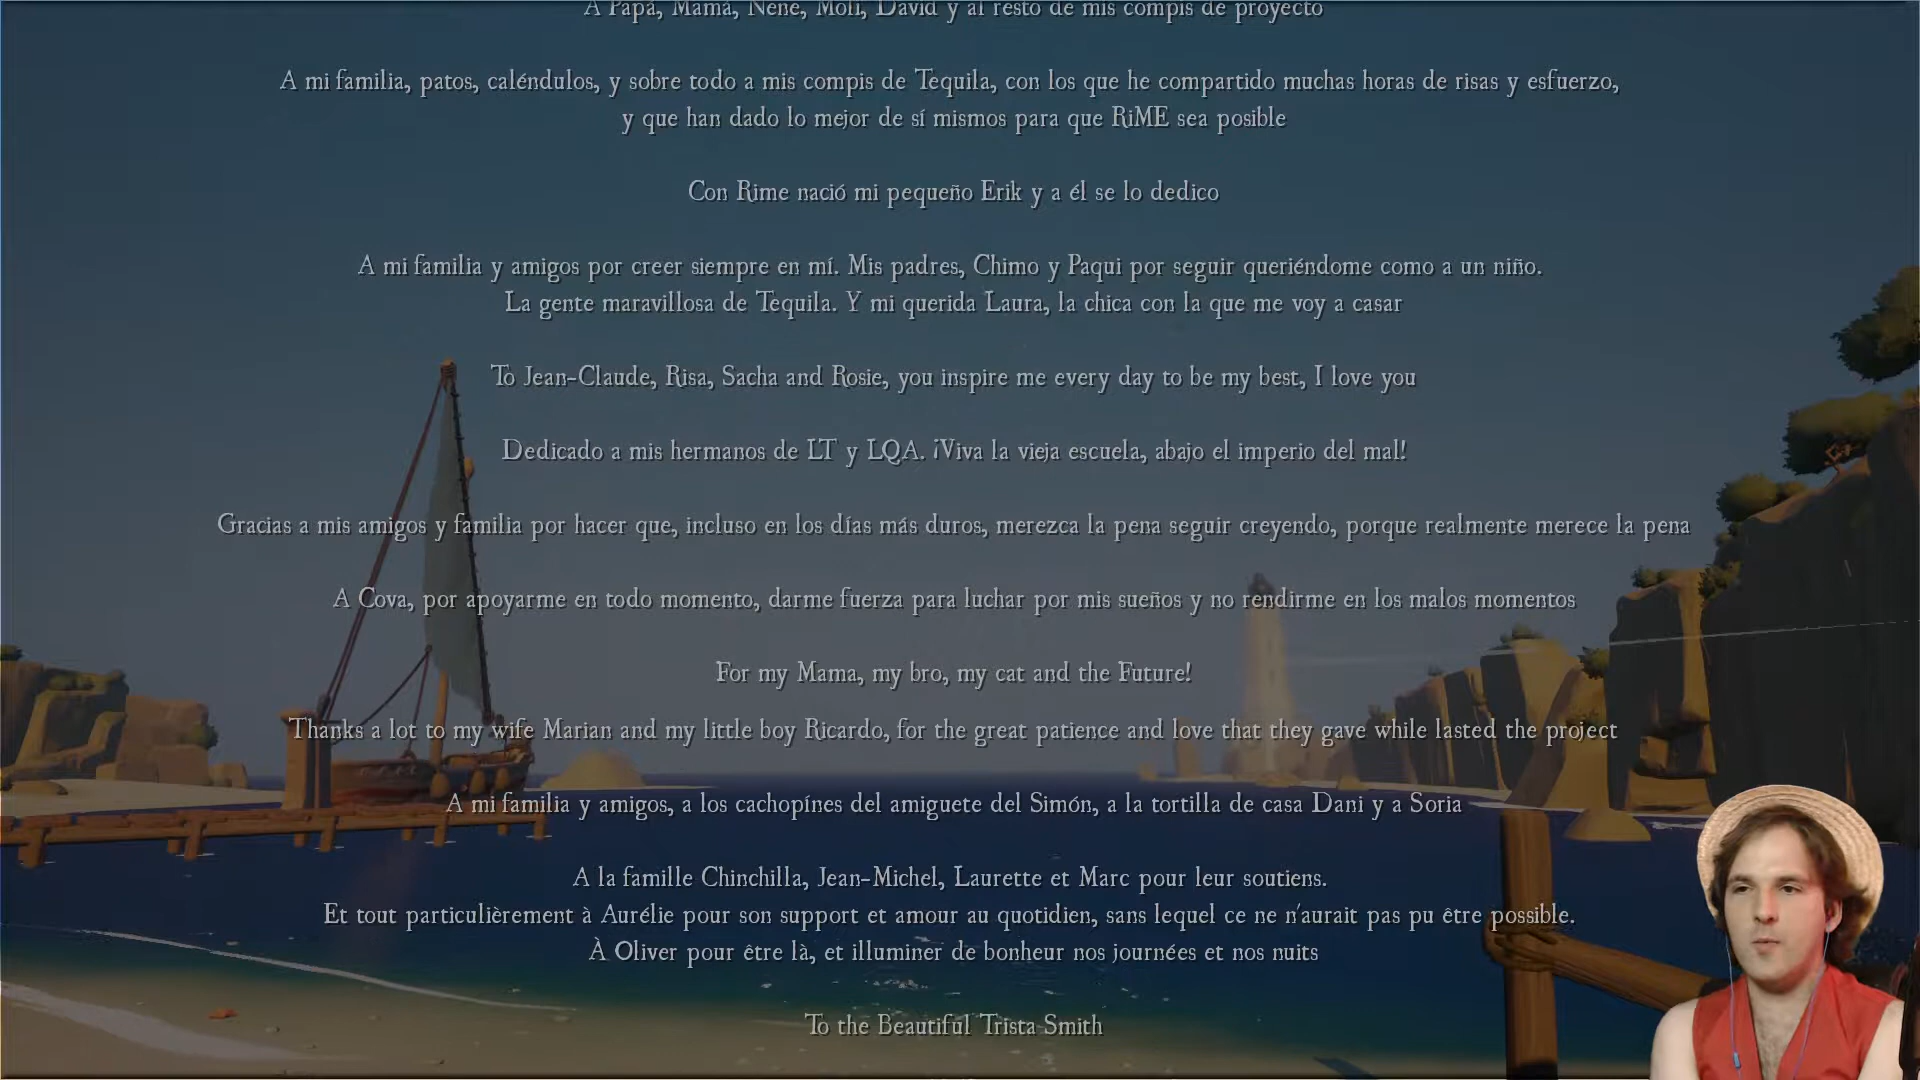 A Papá, Mamá, Nene, Moli, David y al resto de mis compis de proyecto
A mi familia, patos, caléndulos, y sobre todo a mis compis de Tequila, con los que he compartido muchas horas de risas y esfuerzo,
y que han dado lo mejor de sí mismos para que RiME sea posible
Con Rime nació mi pequeño Erik y a él se lo dedico
A mi familia y amigos por creer siempre en mí. Mis padres, Chimo y Paqui por seguir queriéndome como a un niño.
La gente maravillosa de Tequila. Y mi querida Laura, la chica con la que me voy a casar
To Jean-Claude, Risa, Sacha and Rosie, you inspire me every day to be my best, I love you
Dedicado a mis hermanos de LT y LQA. ¡Viva la vieja escuela, abajo el imperio del mal!
Gracias a mis amigos y familia por hacer que, incluso en los días más duros, merezca la pena seguir creyendo, porque realmente merece la pena
A Cova, por apoyarme en todo momento, darme fuerza para luchar por mis sueños y no rendirme en los malos momentos
For my Mama, my bro, my cat and the Future!
Thanks a lot to my wife Marian and my little boy Ricardo, for the great patience and love that they gave while lasted the project
A mi familia y amigos, a los cachopínes del amiguete del Simón, a la tortilla de casa Dani y a Soria
A la famille Chinchilla, Jean-Michel, Laurette et Marc pour leur soutiens.
Et tout particulièrement à Aurélie pour son support et amour au quotidien, sans lequel ce ne n'aurait pas pu être possible.
À Oliver pour être là, et illuminer de bonheur nos journées et nos nuits
To the Beautiful Trista Smith